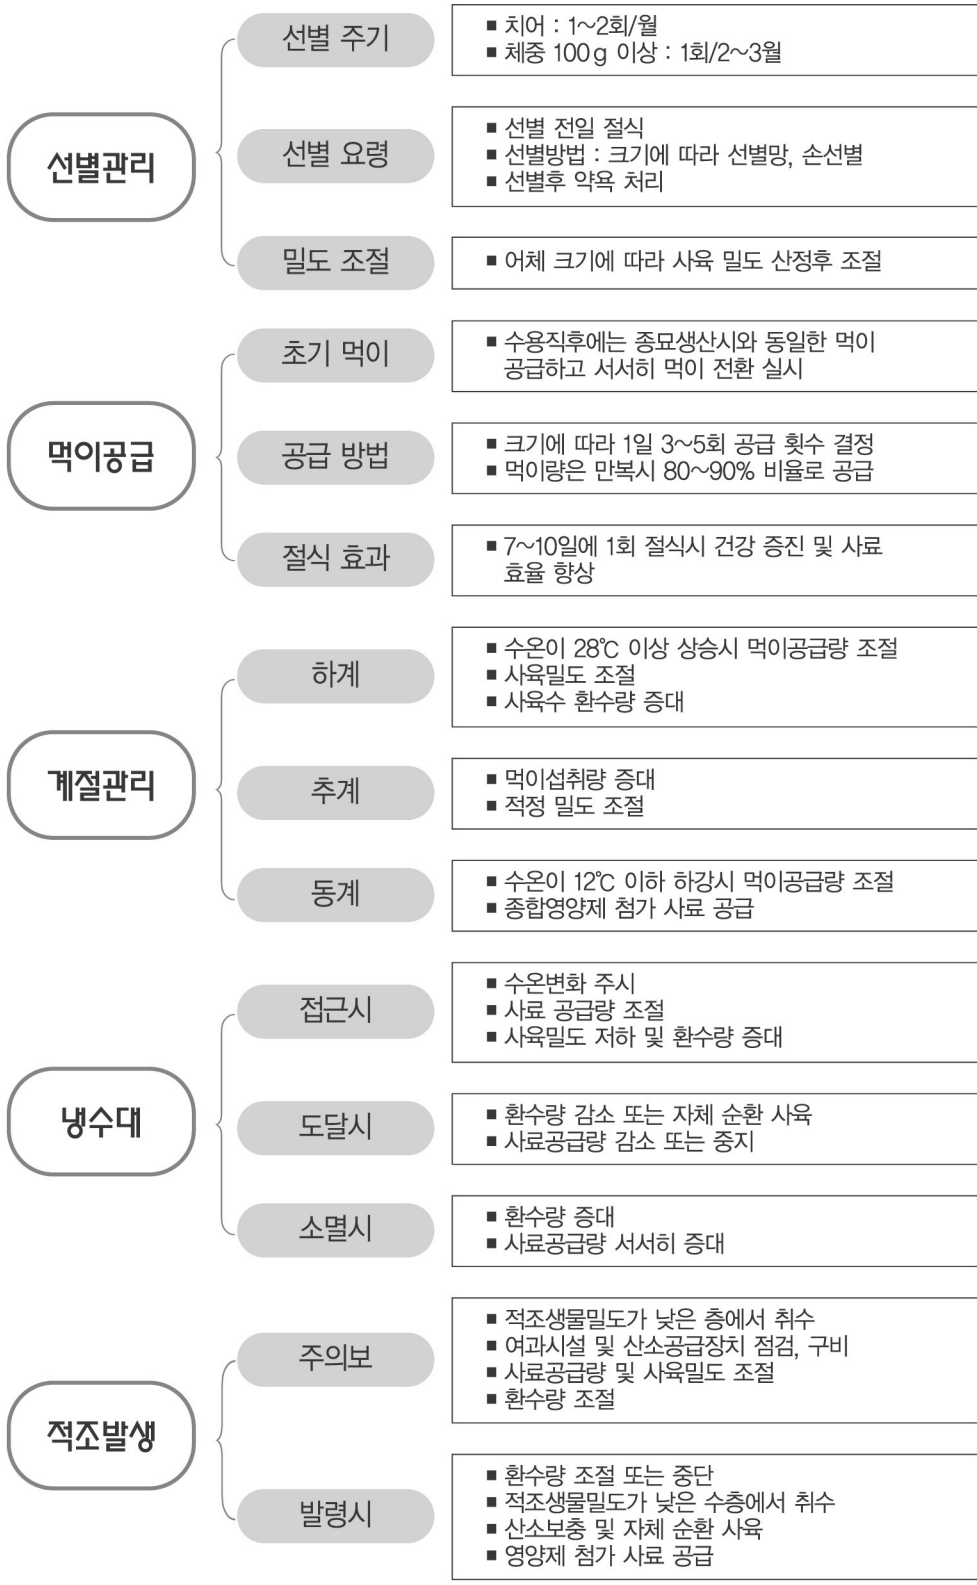 선별관리
선별 주기
■ 치어 : 1~2회/월
■ 체중 100g 이상 : 1회/2~3월
선별 요령
■ 선별 전일 절식
■ 선별방법 : 크기에 따라 선별망, 손선별
■ 선별후 약욕 처리
밀도 조절
■ 어체 크기에 따라 사육 밀도 산정후 조절
먹이공급
초기 먹이
■ 수용직후에는 종묘생산시와 동일한 먹이
공급하고 서서히 먹이 전환 실시
공급 방법
■ 크기에 따라 1일 3~5회 공급 횟수 결정
■ 먹이량은 만복시 80~90% 비율로 공급
절식 효과
■ 7~10일에 1회 절식시 건강 증진 및 사료
효율 향상
계절관리
하계
■ 수온이 28℃ 이상 상승시 먹이공급량 조절
■ 사육밀도 조절
■ 사육수 환수량 증대
추계
■ 먹이섭취량 증대
■ 적정 밀도 조절
동계
■ 수온이 12℃ 이하 하강시 먹이공급량 조절
■ 종합영양제 첨가 사료 공급
냉수대
접근시
■ 수온변화 주시
■ 사료 공급량 조절
■ 사육밀도 저하 및 환수량 증대
도달시
■ 환수량 감소 또는 자체 순환 사육
■ 사료공급량 감소 또는 중지
소멸시
■ 환수량 증대
■ 사료공급량 서서히 증대
적조발생
주의보
■ 적조생물밀도가 낮은 층에서 취수
■ 여과시설 및 산소공급장치 점검, 구비
■ 사료공급량 및 사육밀도 조절
■ 환수량 조절
발령시
■ 환수량 조절 또는 중단
■ 적조생물밀도가 낮은 수층에서 취수
■ 산소보충 및 자체 순환 사육
■ 영양제 첨가 사료 공급